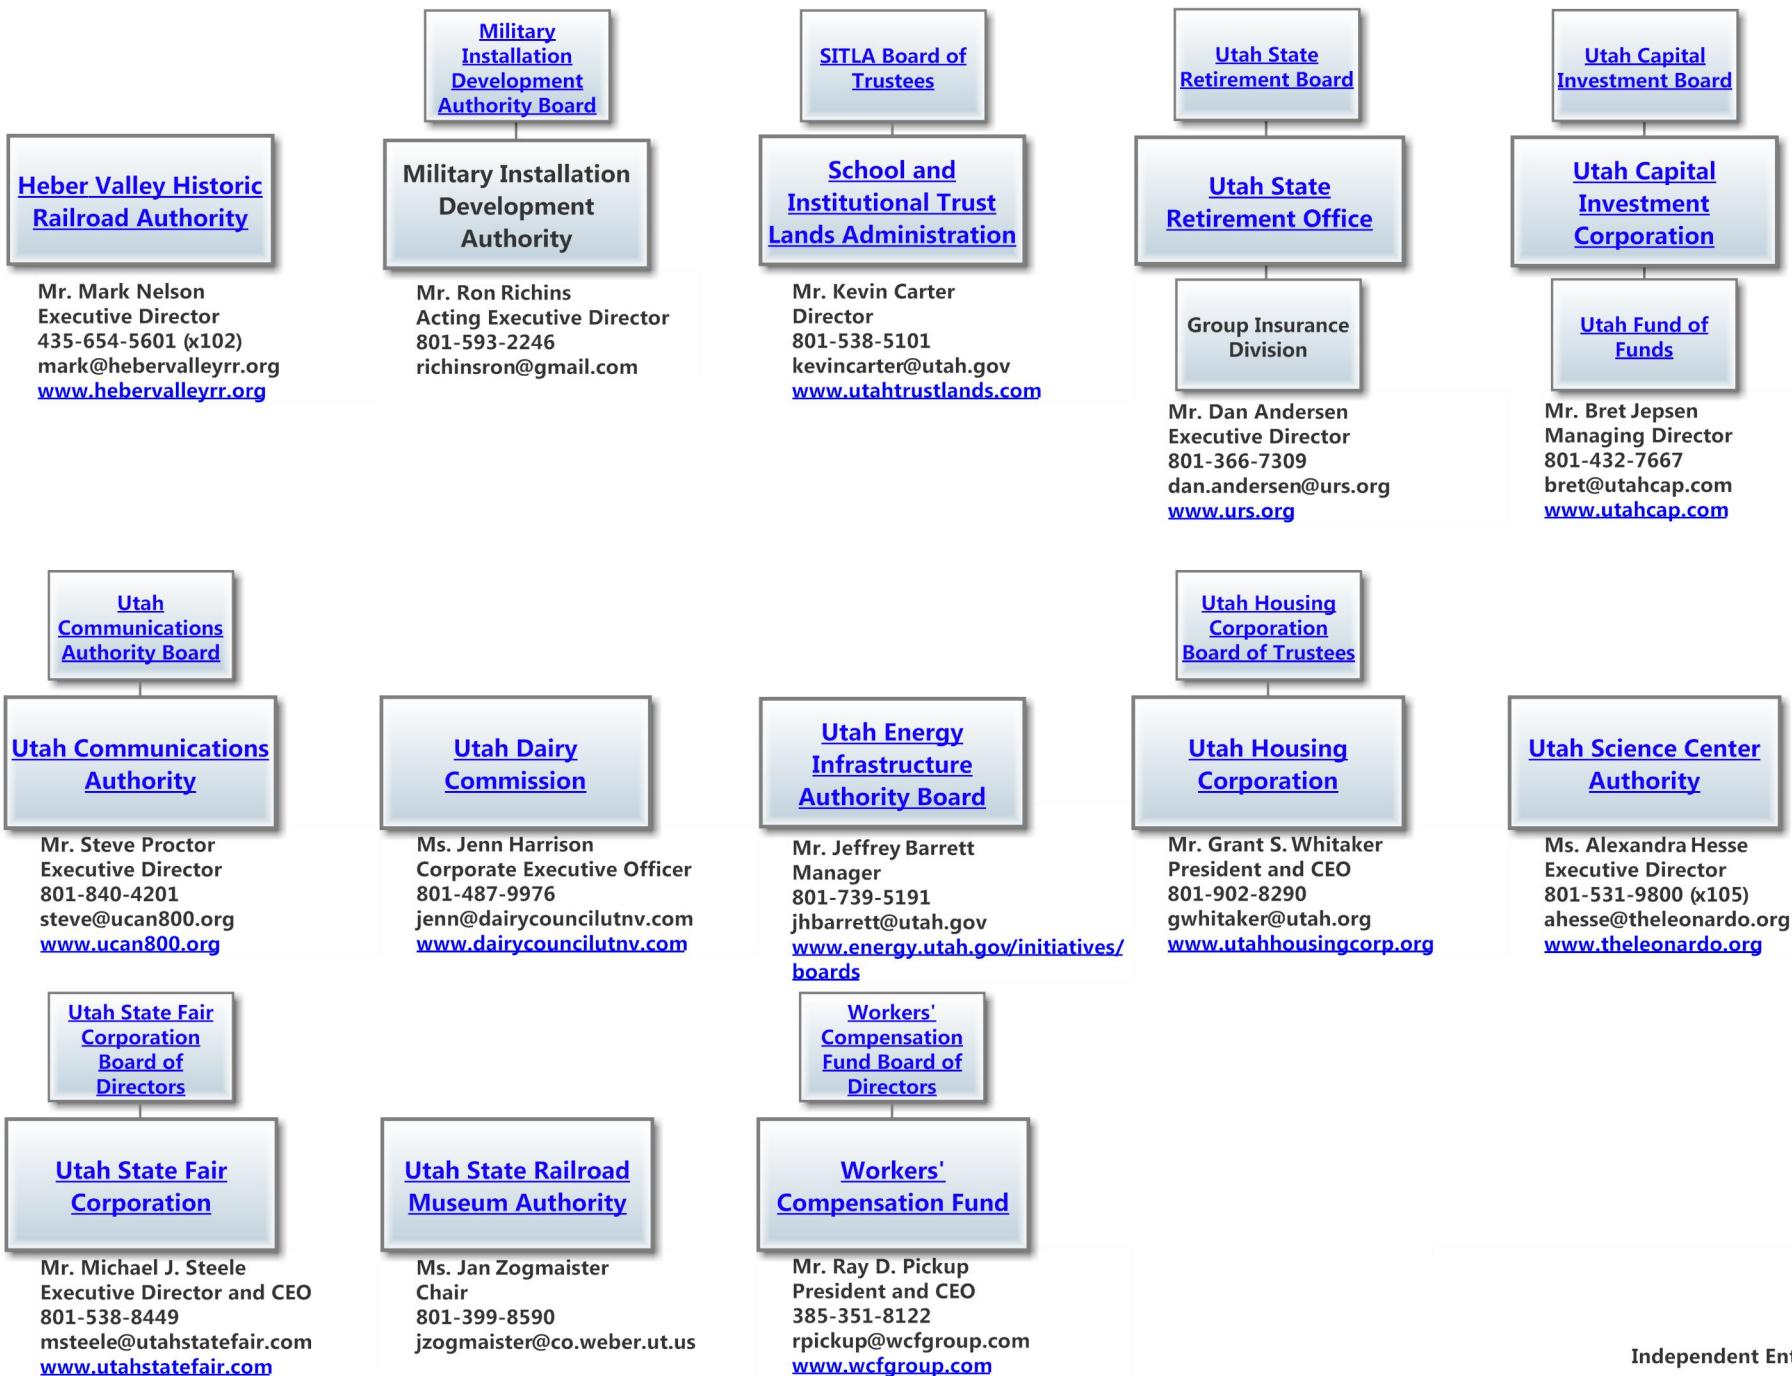 Military
Installation
Development
Authority Board
SITLA Board of
Trustees
Utah State
Retirement Board
Utah Capital
Investment Board
Heber Valley Historic
Railroad Authority
Military Installation
Development
Authority
School and
Institutional Trust
Lands Administration
Utah State
Retirement Office
Utah Capital
Investment
Corporation
Mr. Mark Nelson
Executive Director
435-654-5601 (x102)
mark@hebervalleyrr.org
www.hebervalleyrr.org
Mr. Ron Richins
Acting Executive Director
801-593-2246
richinsron@gmail.com
Mr. Kevin Carter
Director
801-538-5101
kevincarter@utah.gov
www.utahtrustlands.com
Group Insurance
Division
Mr. Dan Andersen
Executive Director
801-366-7309
dan.andersen@urs.org
www.urs.org
Utah Fund of
Funds
Mr. Bret Jepsen
Managing Director
801-432-7667
bret@utahcap.com
www.utahcap.com
Utah
Communications
Authority Board
Utah Housing
Corporation
Board of Trustees
Utah Communications
Authority
Utah Dairy
Commission
Utah Energy
Infrastructure
Authority Board
Utah Housing
Corporation
Utah Science Center
Authority
Mr. Steve Proctor
Executive Director
801-840-4201
steve@ucan800.org
www.ucan800.org
Ms. Jenn Harrison
Corporate Executive Officer
801-487-9976
jenn@dairycouncilutnv.com
www.dairycouncilutnv.com
Mr. Jeffrey Barrett
Manager
801-739-5191
jhbarrett@utah.gov
www.energy.utah.gov/initiatives/
boards
Mr. Grant S. Whitaker
President and CEO
801-902-8290
gwhitaker@utah.org
www.utahhousingcorp.org
Ms. Alexandra Hesse
Executive Director
801-531-9800 (x105)
ahesse@theleonardo.org
www.theleonardo.org
Utah State Fair
Corporation
Board of
Directors
Workers'
Compensation
Fund Board of
Directors
Utah State Fair
Corporation
Utah State Railroad
Museum Authority
Workers'
Compensation Fund
Mr. Michael J. Steele
Executive Director and CEO
801-538-8449
msteele@utahstatefair.com
www.utahstatefair.com
Ms. Jan Zogmaister
Chair
801-399-8590
jzogmaister@co.weber.ut.us
Mr. Ray D. Pickup
President and CEO
385-351-8122
rpickup@wcfgroup.com
www.wcfgroup.com
Independent